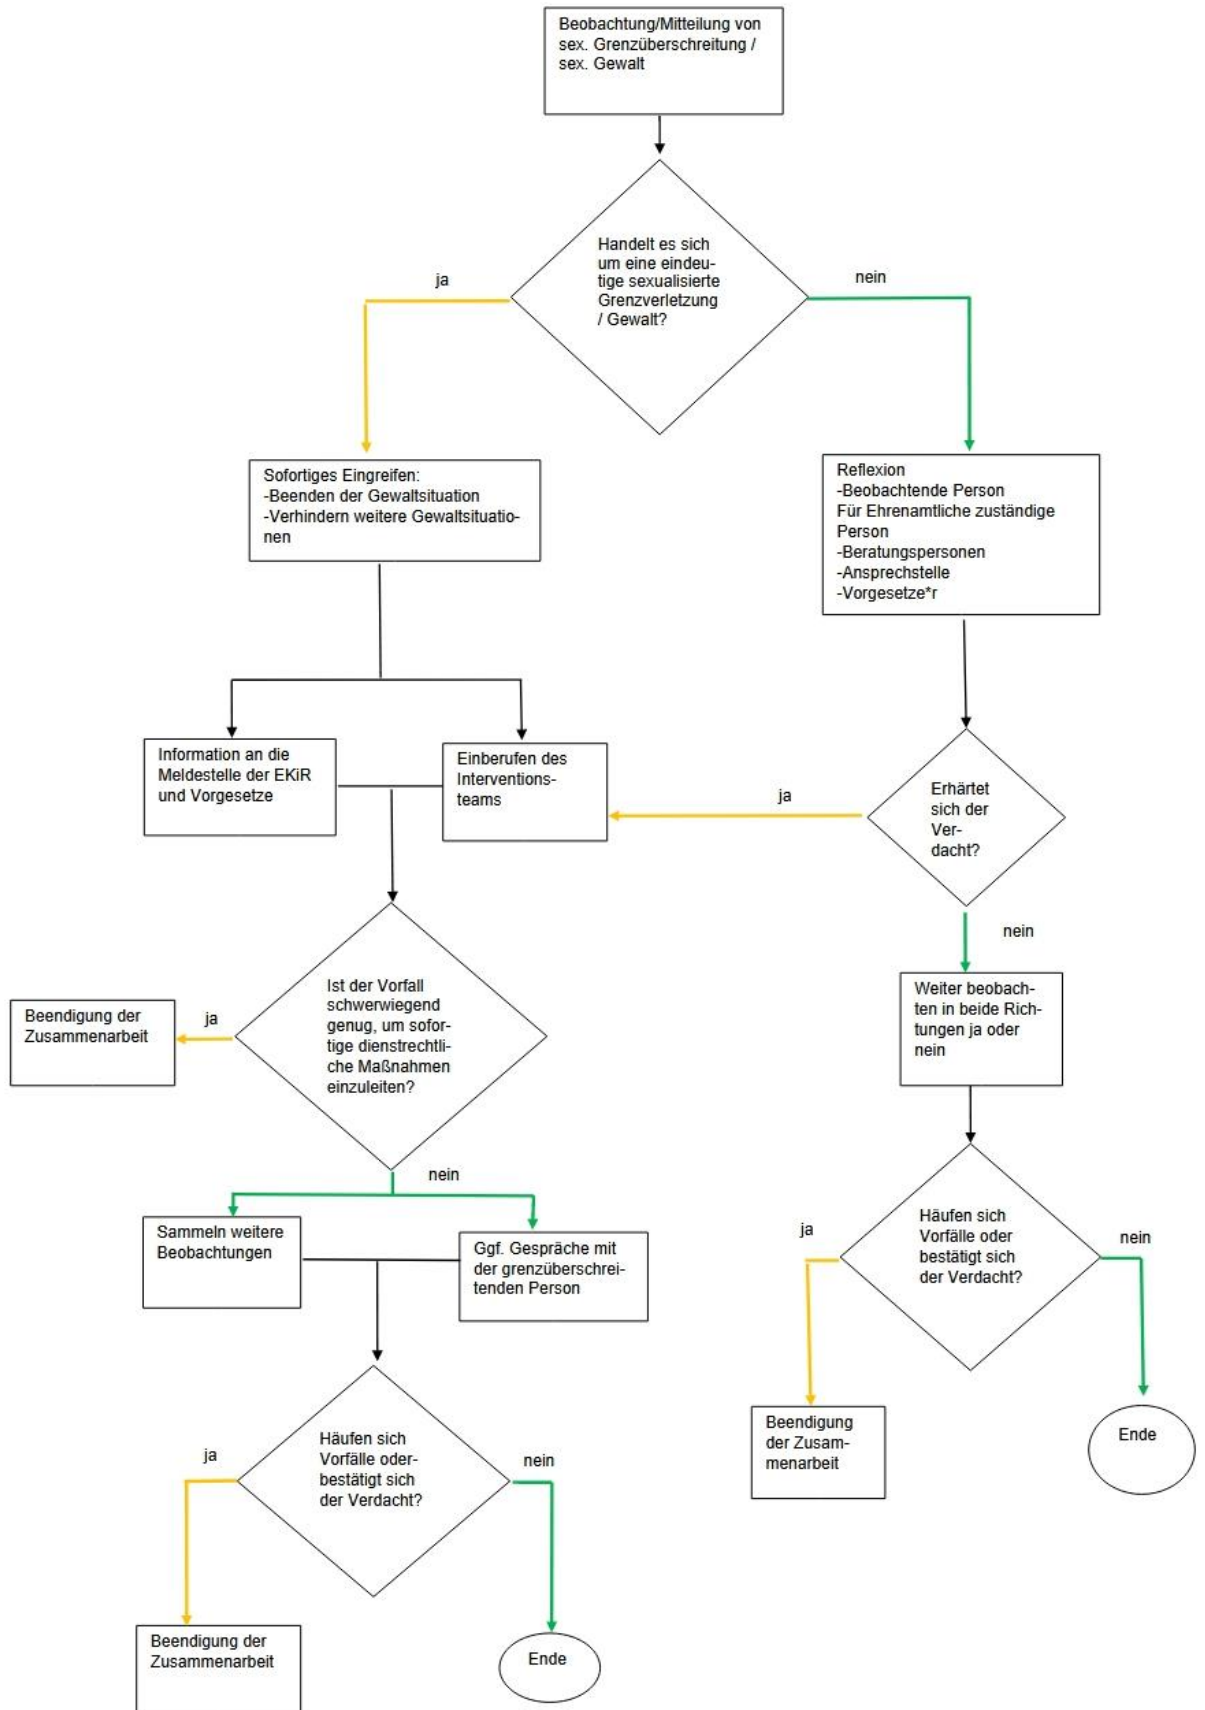 Beobachtung/Mitteilung von
sex. Grenzüberschreitung /
sex. Gewalt
Handelt es sich
um eine eindeu-
tige sexualisierte
Grenzverletzung
/ Gewalt?
ja
nein
Sofortiges Eingreifen:
-Beenden der Gewaltsituation
-Verhindern weitere Gewaltsituatio-
nen
Reflexion
-Beobachtende Person
Für Ehrenamtliche zuständige
Person
-Beratungspersonen
-Ansprechstelle
-Vorgesetze*r
Information an die
Meldestelle der EKiR
und Vorgesetze
Einberufen des
Interventions-
teams
ja
Erhärtet
sich der
Ver-
dacht?
nein
Ist der Vorfall
schwerwiegend
genug, um sofor-
tige dienstrechtli-
che Maßnahmen
einzuleiten?
ja
Beendigung der
Zusammenarbeit
Weiter beobach-
ten in beide Rich-
tungen ja oder
nein
nein
Sammeln weitere
Beobachtungen
Ggf. Gespräche mit
der grenzüberschrei-
tenden Person
Häufen sich
Vorfälle oder
bestätigt sich
der Verdacht?
ja
nein
Beendigung
der Zusam-
menarbeit
Ende
Häufen sich
Vorfälle oder-
bestätigt sich
der Verdacht?
ja
nein
Beendigung der
Zusammenarbeit
Ende